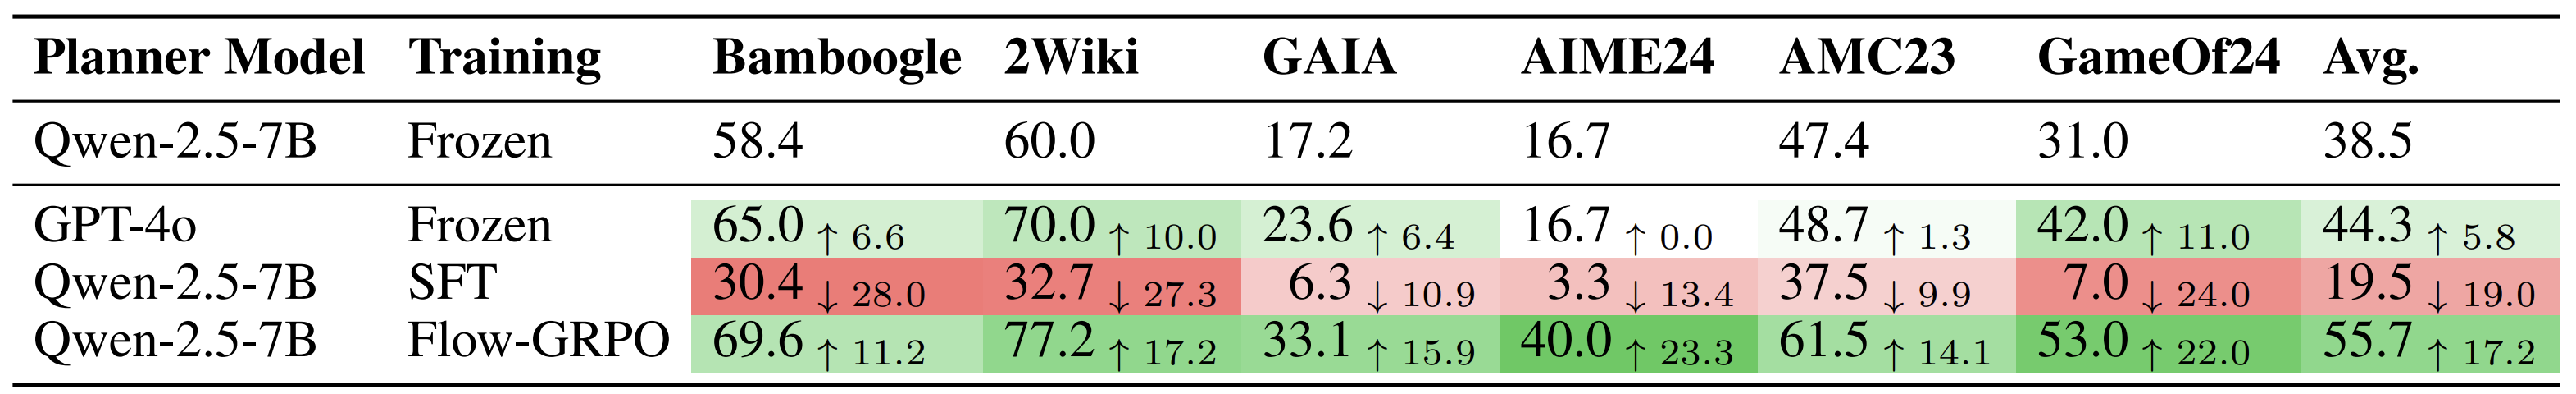 Planner Model Training Bamboogle 2Wiki GAIA AIME24 AMC23 GameOf24 Avg.
Qwen-2.5-7B Frozen 58.4 60.0 17.2 16.7 47.4 31.0 38.5
GPT-4o Frozen 65.0 ↑ 6.6 70.0 ↑ 10.0 23.6 ↑ 6.4 16.7 ↑ 0.0 48.7 ↑ 1.3 42.0 ↑ 11.0 44.3 ↑ 5.8
Qwen-2.5-7B SFT 30.4 ↓ 28.0 32.7 ↓ 27.3 6.3 ↓ 10.9 3.3 ↓ 13.4 37.5 ↓ 9.9 7.0 ↓ 24.0 19.5 ↓ 19.0
Qwen-2.5-7B Flow-GRPO 69.6 ↑ 11.2 77.2 ↑ 17.2 33.1 ↑ 15.9 40.0 ↑ 23.3 61.5 ↑ 14.1 53.0 ↑ 22.0 55.7 ↑ 17.2